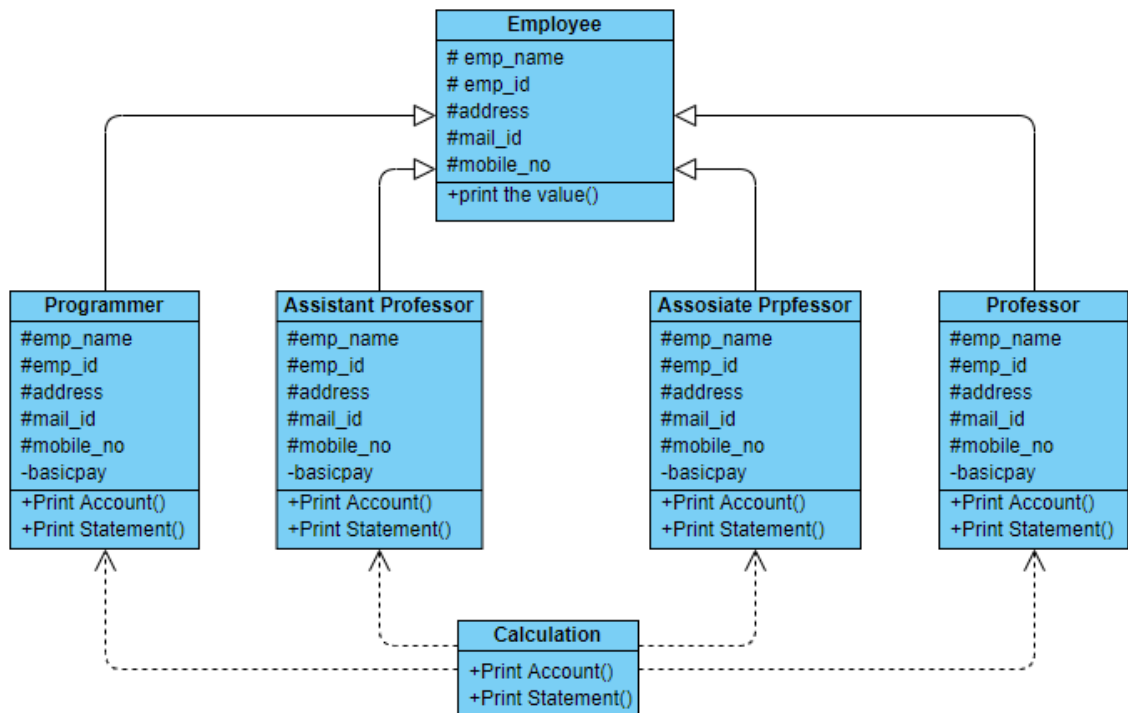 Employee
# emp_name
# emp_id
#address
#mail_id
#mobile_no
+print the value()
Programmer
#emp_name
#emp_id
#address
#mail_id
#mobile_no
-basicpay
+Print Account()
+Print Statement()
Assistant Professor
#emp_name
#emp_id
#address
#mail_id
#mobile_no
-basicpay
+Print Account()
+Print Statement()
Assosiate Prpfessor
#emp_name
#emp_id
#address
#mail_id
#mobile_no
-basicpay
+Print Account()
+Print Statement()
Professor
#emp_name
#emp_id
#address
#mail_id
#mobile_no
-basicpay
+Print Account()
+Print Statement()
Calculation
+Print Account()
+Print Statement()